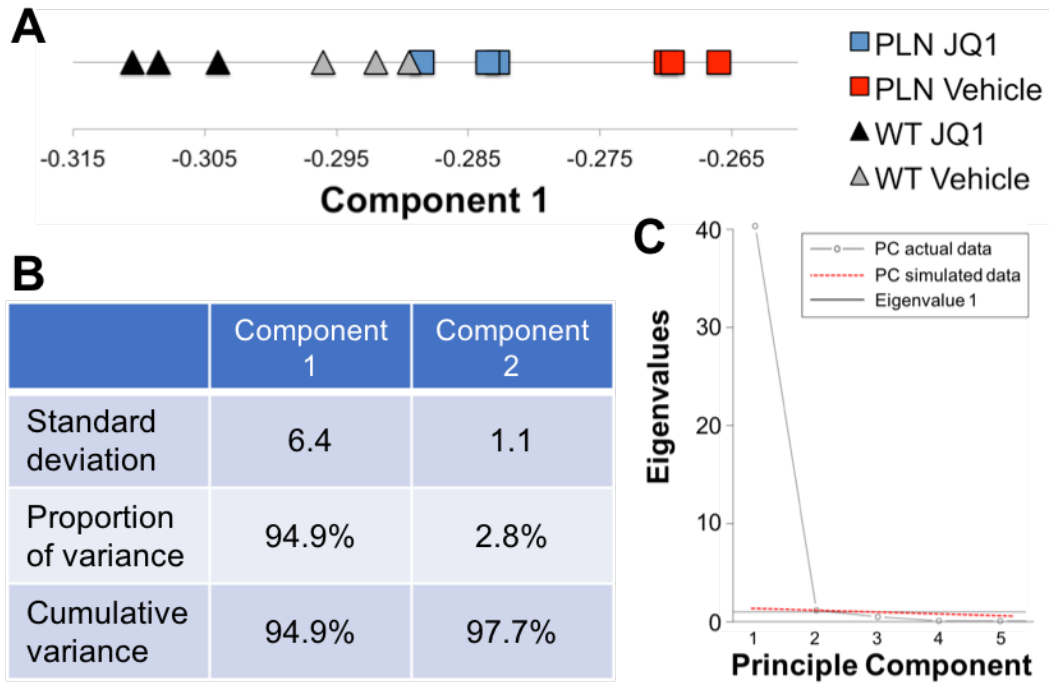 A
PLN JQ1
PLN Vehicle
WT JQ1
WT Vehicle
-0.315 -0.305 -0.295 -0.285 -0.275 -0.265
Component 1
B
Component 1
Component 2
Standard deviation
6.4
1.1
Proportion of variance
94.9%
2.8%
Cumulative variance
94.9%
97.7%
C
PC actual data
PC simulated data
Eigenvalue 1
Eigenvalues
40
30
20
10
0
1 2 3 4 5
Principle Component